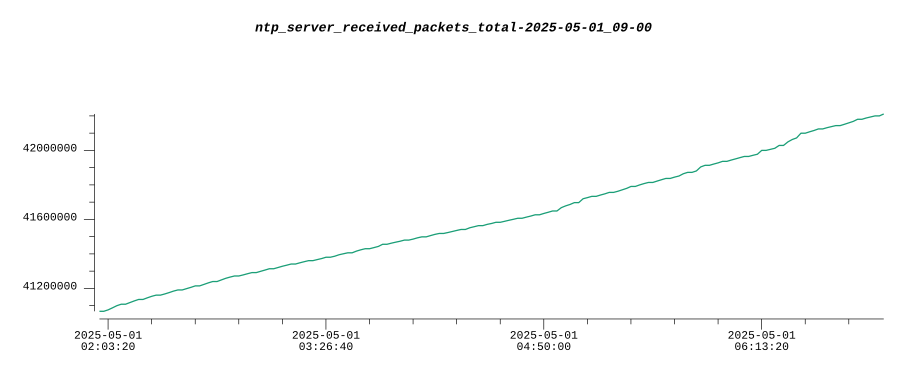 ntp_server_received_packets_total-2025-05-01_09-00
42000000
41600000
41200000
2025-05-01 2025-05-01 2025-05-01 2025-05-01
02:03:20 03:26:40 04:50:00 06:13:20